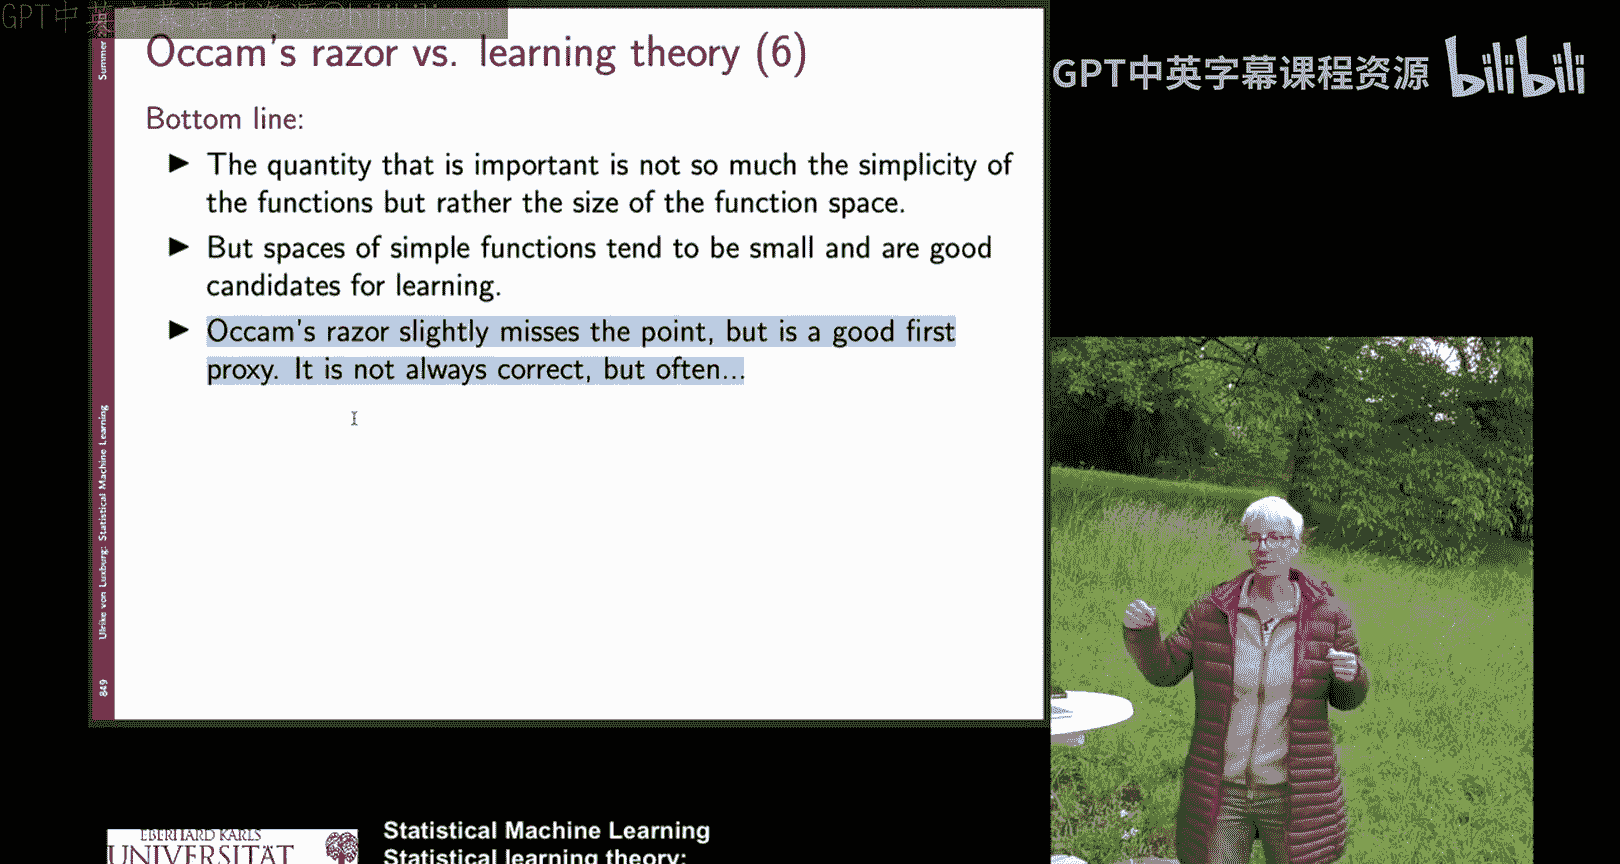 GPT中英字幕课程资源@bilibili.com
Occam's razor vs. learning theory (6)
Bottom line:
▶ The quantity that is important is not so much the simplicity of
the functions but rather the size of the function space.
▶ But spaces of simple functions tend to be small and are good
candidates for learning.
▶ Occam's razor slightly misses the point, but is a good first
proxy. It is not always correct, but often...
Summer
Ulrike von Luxburg: Statistical Machine Learning
849
GPT中英字幕课程资源 bilibili
EBERHARD KARLS
UNIVERSITÄT
Statistical Machine Learning
Statistical learning theory: